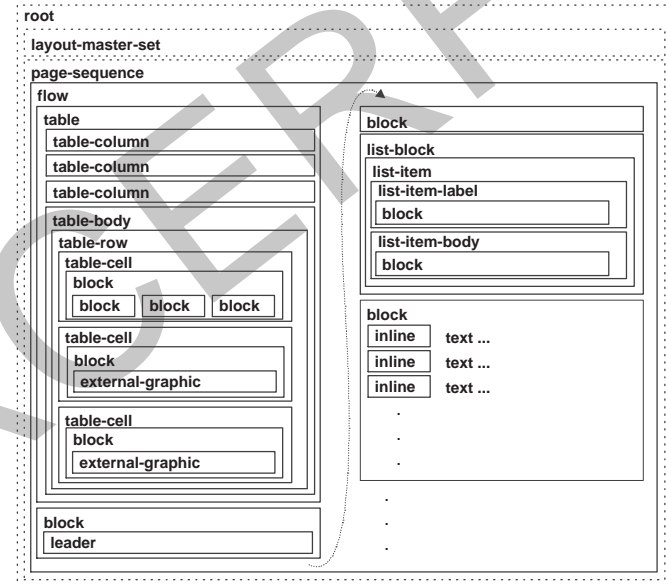 root
layout-master-set
page-sequence
flow
table
table-column
table-column
table-column
table-body
table-row
table-cell
block
block block block
table-cell
block
external-graphic
table-cell
block
external-graphic
block
leader
block
list-block
list-item
list-item-label
block
list-item-body
block
block
inline text ...
inline text ...
inline text ...
.
.
.
.
.
.